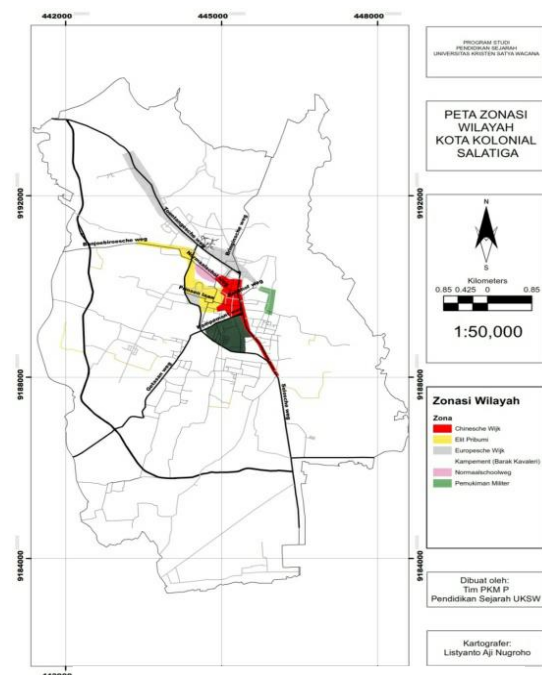 442000 445000 448000
9192000
9188000
9184000
Solosche weg
PROGRAM STUDI
PENDIDIKAN SEJARAH
UNIVERSITAS KRISTEN SATYA WACANA
PETA ZONASI
WILAYAH
KOTA KOLONIAL
SALATIGA
N
S
Kilometers
0.85 0.425 0 0.85
1:50,000
Zonasi Wilayah
Zona
Chinesche Wijk
Elit Pribumi
Europesche Wijk
Kampement (Barak Kavaleri)
Normaalschoolweg
Pemukiman Militer
Dibuat oleh:
Tim PKM P
Pendidikan Sejarah UKSW
Kartografer:
Listyanto Aji Nugroho